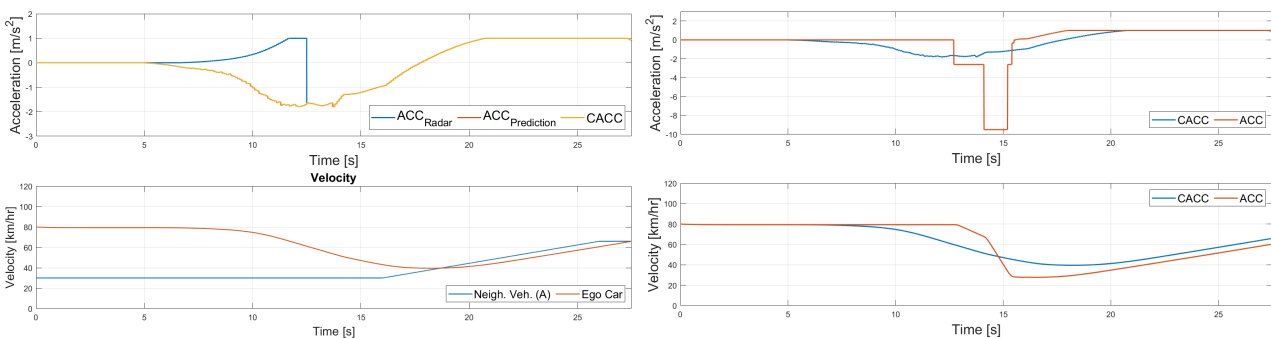 Acceleration [m/s²]
2
1
0
-1
-2
-3
ACC_Radar ACC_Prediction CACC
0 5 10 15 20 25
Time [s]
Velocity
Velocity [km/hr]
120
100
80
60
40
20
0
Neigh. Veh. (A) Ego Car
0 5 10 15 20 25
Time [s]
Acceleration [m/s²]
2
0
-2
-4
-6
-8
-10
CACC ACC
0 5 10 15 20 25
Time [s]
Velocity [km/hr]
120
100
80
60
40
20
0
CACC ACC
0 5 10 15 20 25
Time [s]